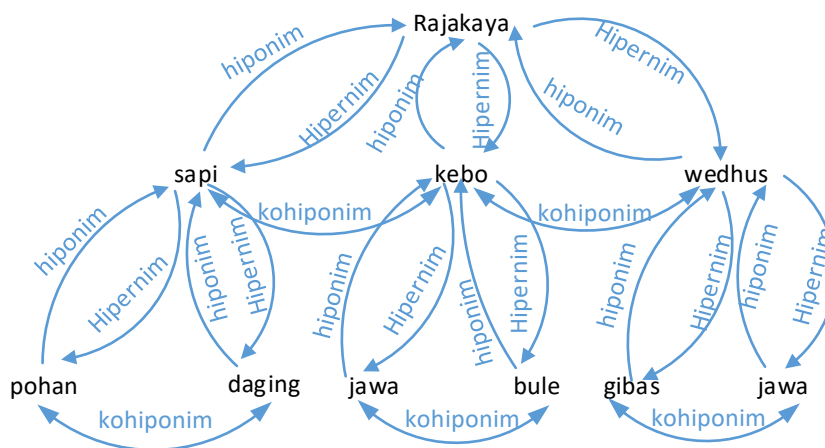 Rajakaya
hiponim
Hipernim
hiponim
Hipernim
hiponim
Hipernim
sapi
kebo
wedhus
kohiponim
kohiponim
hiponim
Hipernim
hiponim
Hipernim
hiponim
Hipernim
hiponim
Hipernim
hiponim
Hipernim
hiponim
Hipernim
pohan
daging
jawa
bule
gibas
jawa
kohiponim
kohiponim
kohiponim